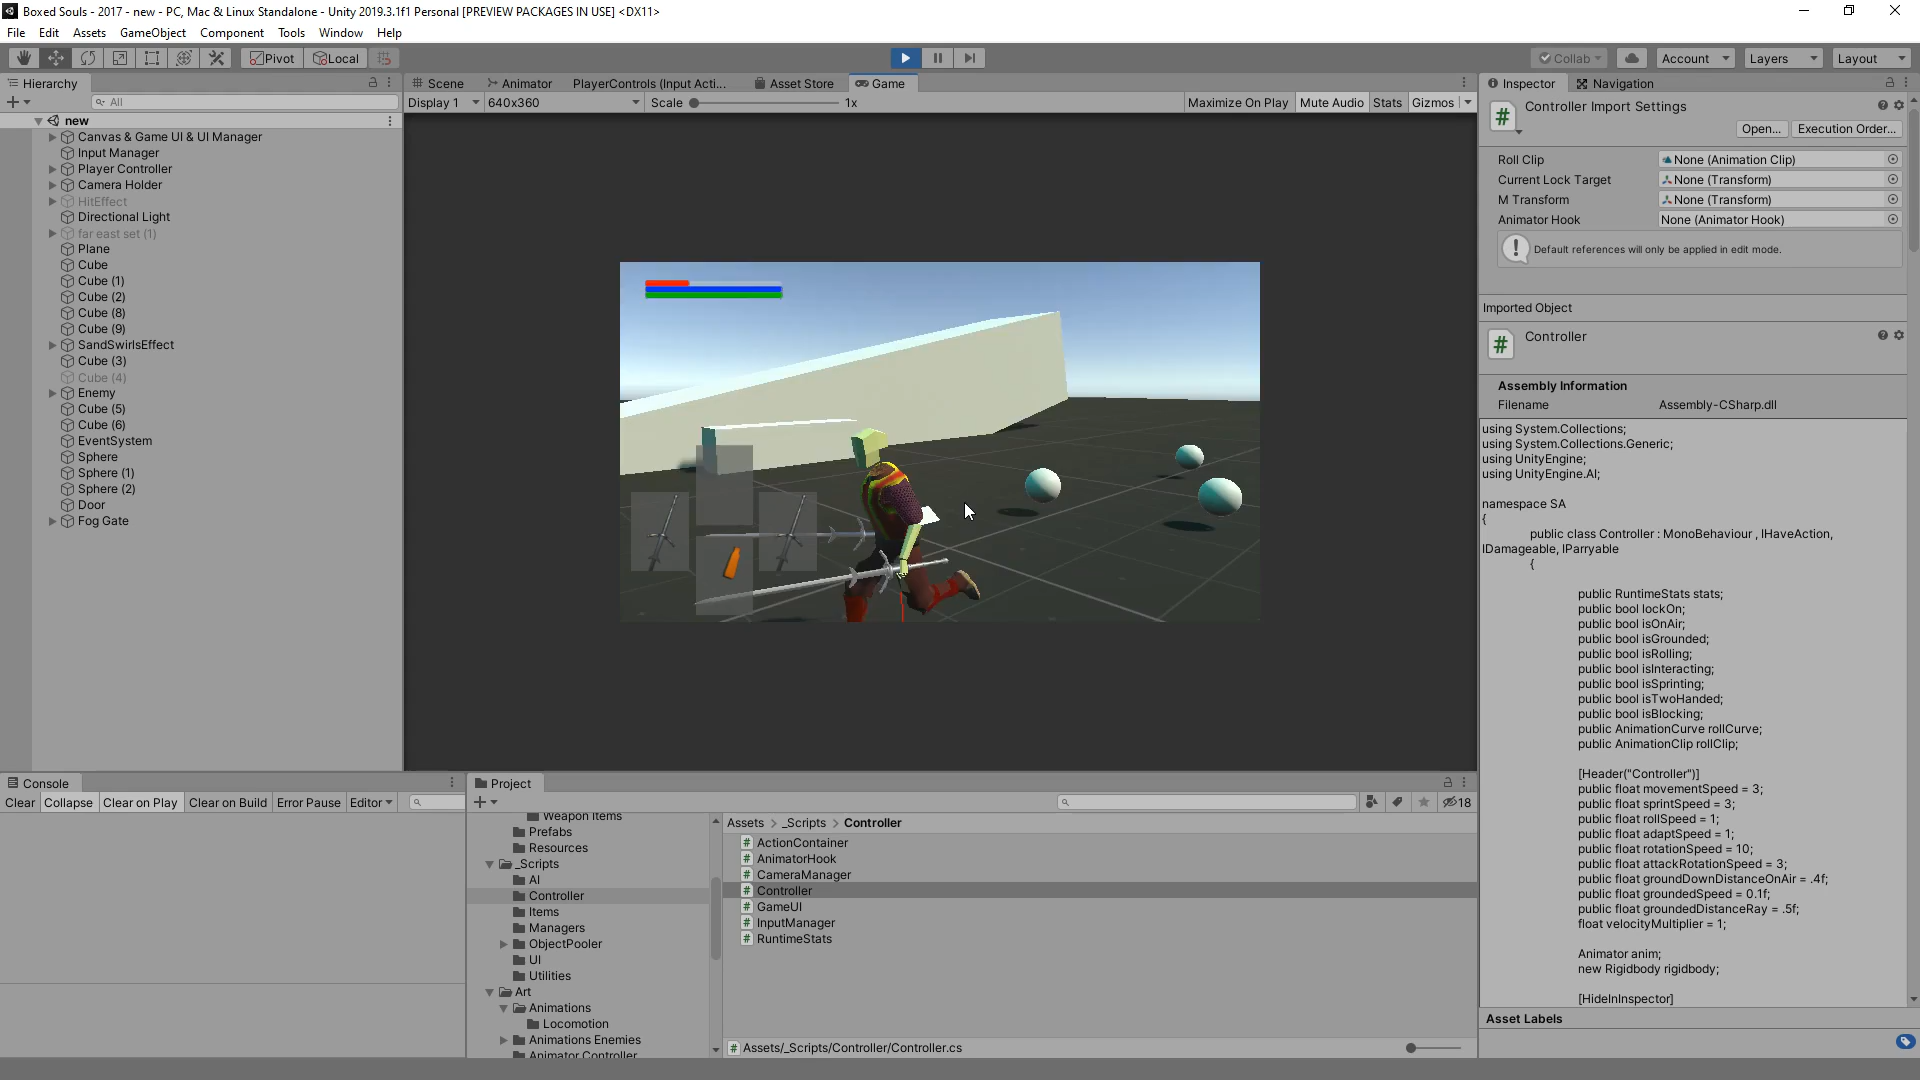 Boxed Souls - 2017 - new - PC, Mac & Linux Standalone - Unity 2019.3.1f1 Personal [PREVIEW PACKAGES IN USE] <DX11>
File Edit Assets GameObject Component Tools Window Help
Pivot Local Collab Account Layers Layout
Hierarchy
All
new
Canvas & Game UI & UI Manager
Input Manager
Player Controller
Camera Holder
HitEffect
Directional Light
far east set (1)
Plane
Cube
Cube (1)
Cube (2)
Cube (8)
Cube (9)
SandSwirlsEffect
Cube (3)
Cube (4)
Enemy
Cube (5)
Cube (6)
EventSystem
Sphere
Sphere (1)
Sphere (2)
Door
Fog Gate
Scene Animator PlayerControls (Input Acti... Asset Store Game
Display 1 640x360 Scale 1x Maximize On Play Mute Audio Stats Gizmos
Inspector Navigation
Controller Import Settings
Open... Execution Order...
Roll Clip None (Animation Clip)
Current Lock Target None (Transform)
M Transform None (Transform)
Animator Hook None (Animator Hook)
Default references will only be applied in edit mode.
Imported Object
Controller
Assembly Information
Filename Assembly-CSharp.dll
using System.Collections;
using System.Collections.Generic;
using UnityEngine;
using UnityEngine.AI;
namespace SA
{
public class Controller : MonoBehaviour , IHaveAction,
IDamageable, IParryable
{
public RuntimeStats stats;
public bool lockOn;
public bool isOnAir;
public bool isGrounded;
public bool isRolling;
public bool isInteracting;
public bool isSprinting;
public bool isTwoHanded;
public bool isBlocking;
public AnimationCurve rollCurve;
public AnimationClip rollClip;
[Header("Controller")]
public float movementSpeed = 3;
public float sprintSpeed = 3;
public float rollSpeed = 1;
public float adaptSpeed = 1;
public float rotationSpeed = 10;
public float attackRotationSpeed = 3;
public float groundDownDistanceOnAir = .4f;
public float groundedSpeed = 0.1f;
public float groundedDistanceRay = .5f;
float velocityMultiplier = 1;
Animator anim;
new Rigidbody rigidbody;
[HideInInspector]
Asset Labels
Console
Clear Collapse Clear on Play Clear on Build Error Pause Editor
Project
18
Weapon Items
Prefabs
Resources
_Scripts
AI
Controller
Items
Managers
ObjectPooler
UI
Utilities
Art
Animations
Locomotion
Animations Enemies
Animator Controller
Assets > _Scripts > Controller
ActionContainer
AnimatorHook
CameraManager
Controller
GameUI
InputManager
RuntimeStats
Assets/_Scripts/Controller/Controller.cs